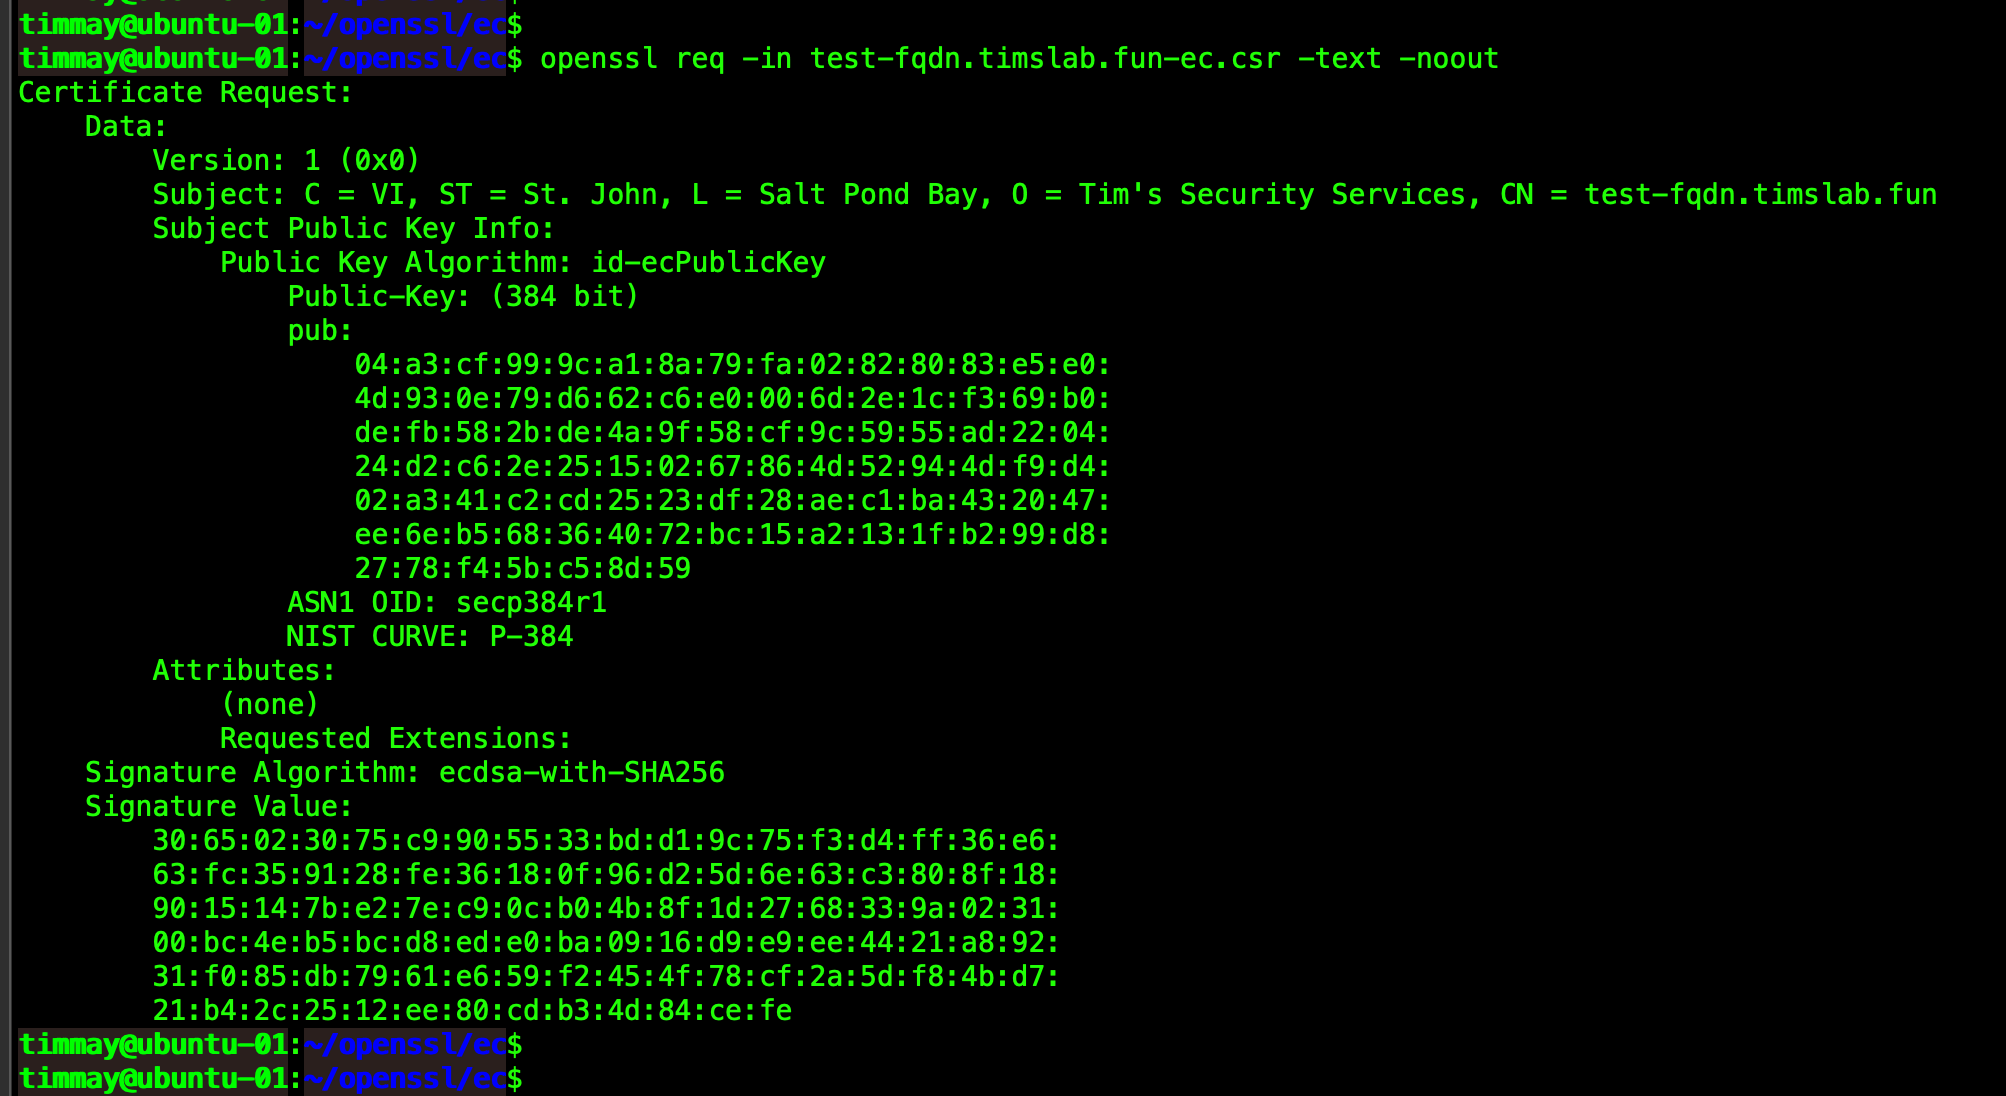 timmay@ubuntu-01:~/openssl/ec$
timmay@ubuntu-01:~/openssl/ec$ openssl req -in test-fqdn.timslab.fun-ec.csr -text -noout
Certificate Request:
    Data:
        Version: 1 (0x0)
        Subject: C = VI, ST = St. John, L = Salt Pond Bay, O = Tim's Security Services, CN = test-fqdn.timslab.fun
        Subject Public Key Info:
            Public Key Algorithm: id-ecPublicKey
                Public-Key: (384 bit)
                pub:
                    04:a3:cf:99:9c:a1:8a:79:fa:02:82:80:83:e5:e0:
                    4d:93:0e:79:d6:62:c6:e0:00:6d:2e:1c:f3:69:b0:
                    de:fb:58:2b:de:4a:9f:58:cf:9c:59:55:ad:22:04:
                    24:d2:c6:2e:25:15:02:67:86:4d:52:94:4d:f9:d4:
                    02:a3:41:c2:cd:25:23:df:28:ae:c1:ba:43:20:47:
                    ee:6e:b5:68:36:40:72:bc:15:a2:13:1f:b2:99:d8:
                    27:78:f4:5b:c5:8d:59
                ASN1 OID: secp384r1
                NIST CURVE: P-384
        Attributes:
            (none)
            Requested Extensions:
    Signature Algorithm: ecdsa-with-SHA256
    Signature Value:
        30:65:02:30:75:c9:90:55:33:bd:d1:9c:75:f3:d4:ff:36:e6:
        63:fc:35:91:28:fe:36:18:0f:96:d2:5d:6e:63:c3:80:8f:18:
        90:15:14:7b:e2:7e:c9:0c:b0:4b:8f:1d:27:68:33:9a:02:31:
        00:bc:4e:b5:bc:d8:ed:e0:ba:09:16:d9:e9:ee:44:21:a8:92:
        31:f0:85:db:79:61:e6:59:f2:45:4f:78:cf:2a:5d:f8:4b:d7:
        21:b4:2c:25:12:ee:80:cd:b3:4d:84:ce:fe
timmay@ubuntu-01:~/openssl/ec$
timmay@ubuntu-01:~/openssl/ec$